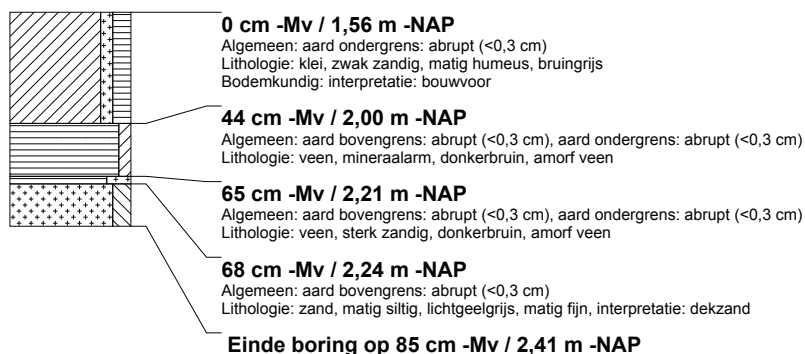 0 cm -Mv / 1,56 m -NAP
Algemeen: aard ondergrens: abrupt (<0,3 cm)
Lithologie: klei, zwak zandig, matig humeus, bruingrijs
Bodemkundig: interpretatie: bouwvoor
44 cm -Mv / 2,00 m -NAP
Algemeen: aard bovengrens: abrupt (<0,3 cm), aard ondergrens: abrupt (<0,3 cm)
Lithologie: veen, mineraalarm, donkerbruin, amorf veen
65 cm -Mv / 2,21 m -NAP
Algemeen: aard bovengrens: abrupt (<0,3 cm), aard ondergrens: abrupt (<0,3 cm)
Lithologie: veen, sterk zandig, donkerbruin, amorf veen
68 cm -Mv / 2,24 m -NAP
Algemeen: aard bovengrens: abrupt (<0,3 cm)
Lithologie: zand, matig siltig, lichtgeelgrijs, matig fijn, interpretatie: dekzand
Einde boring op 85 cm -Mv / 2,41 m -NAP